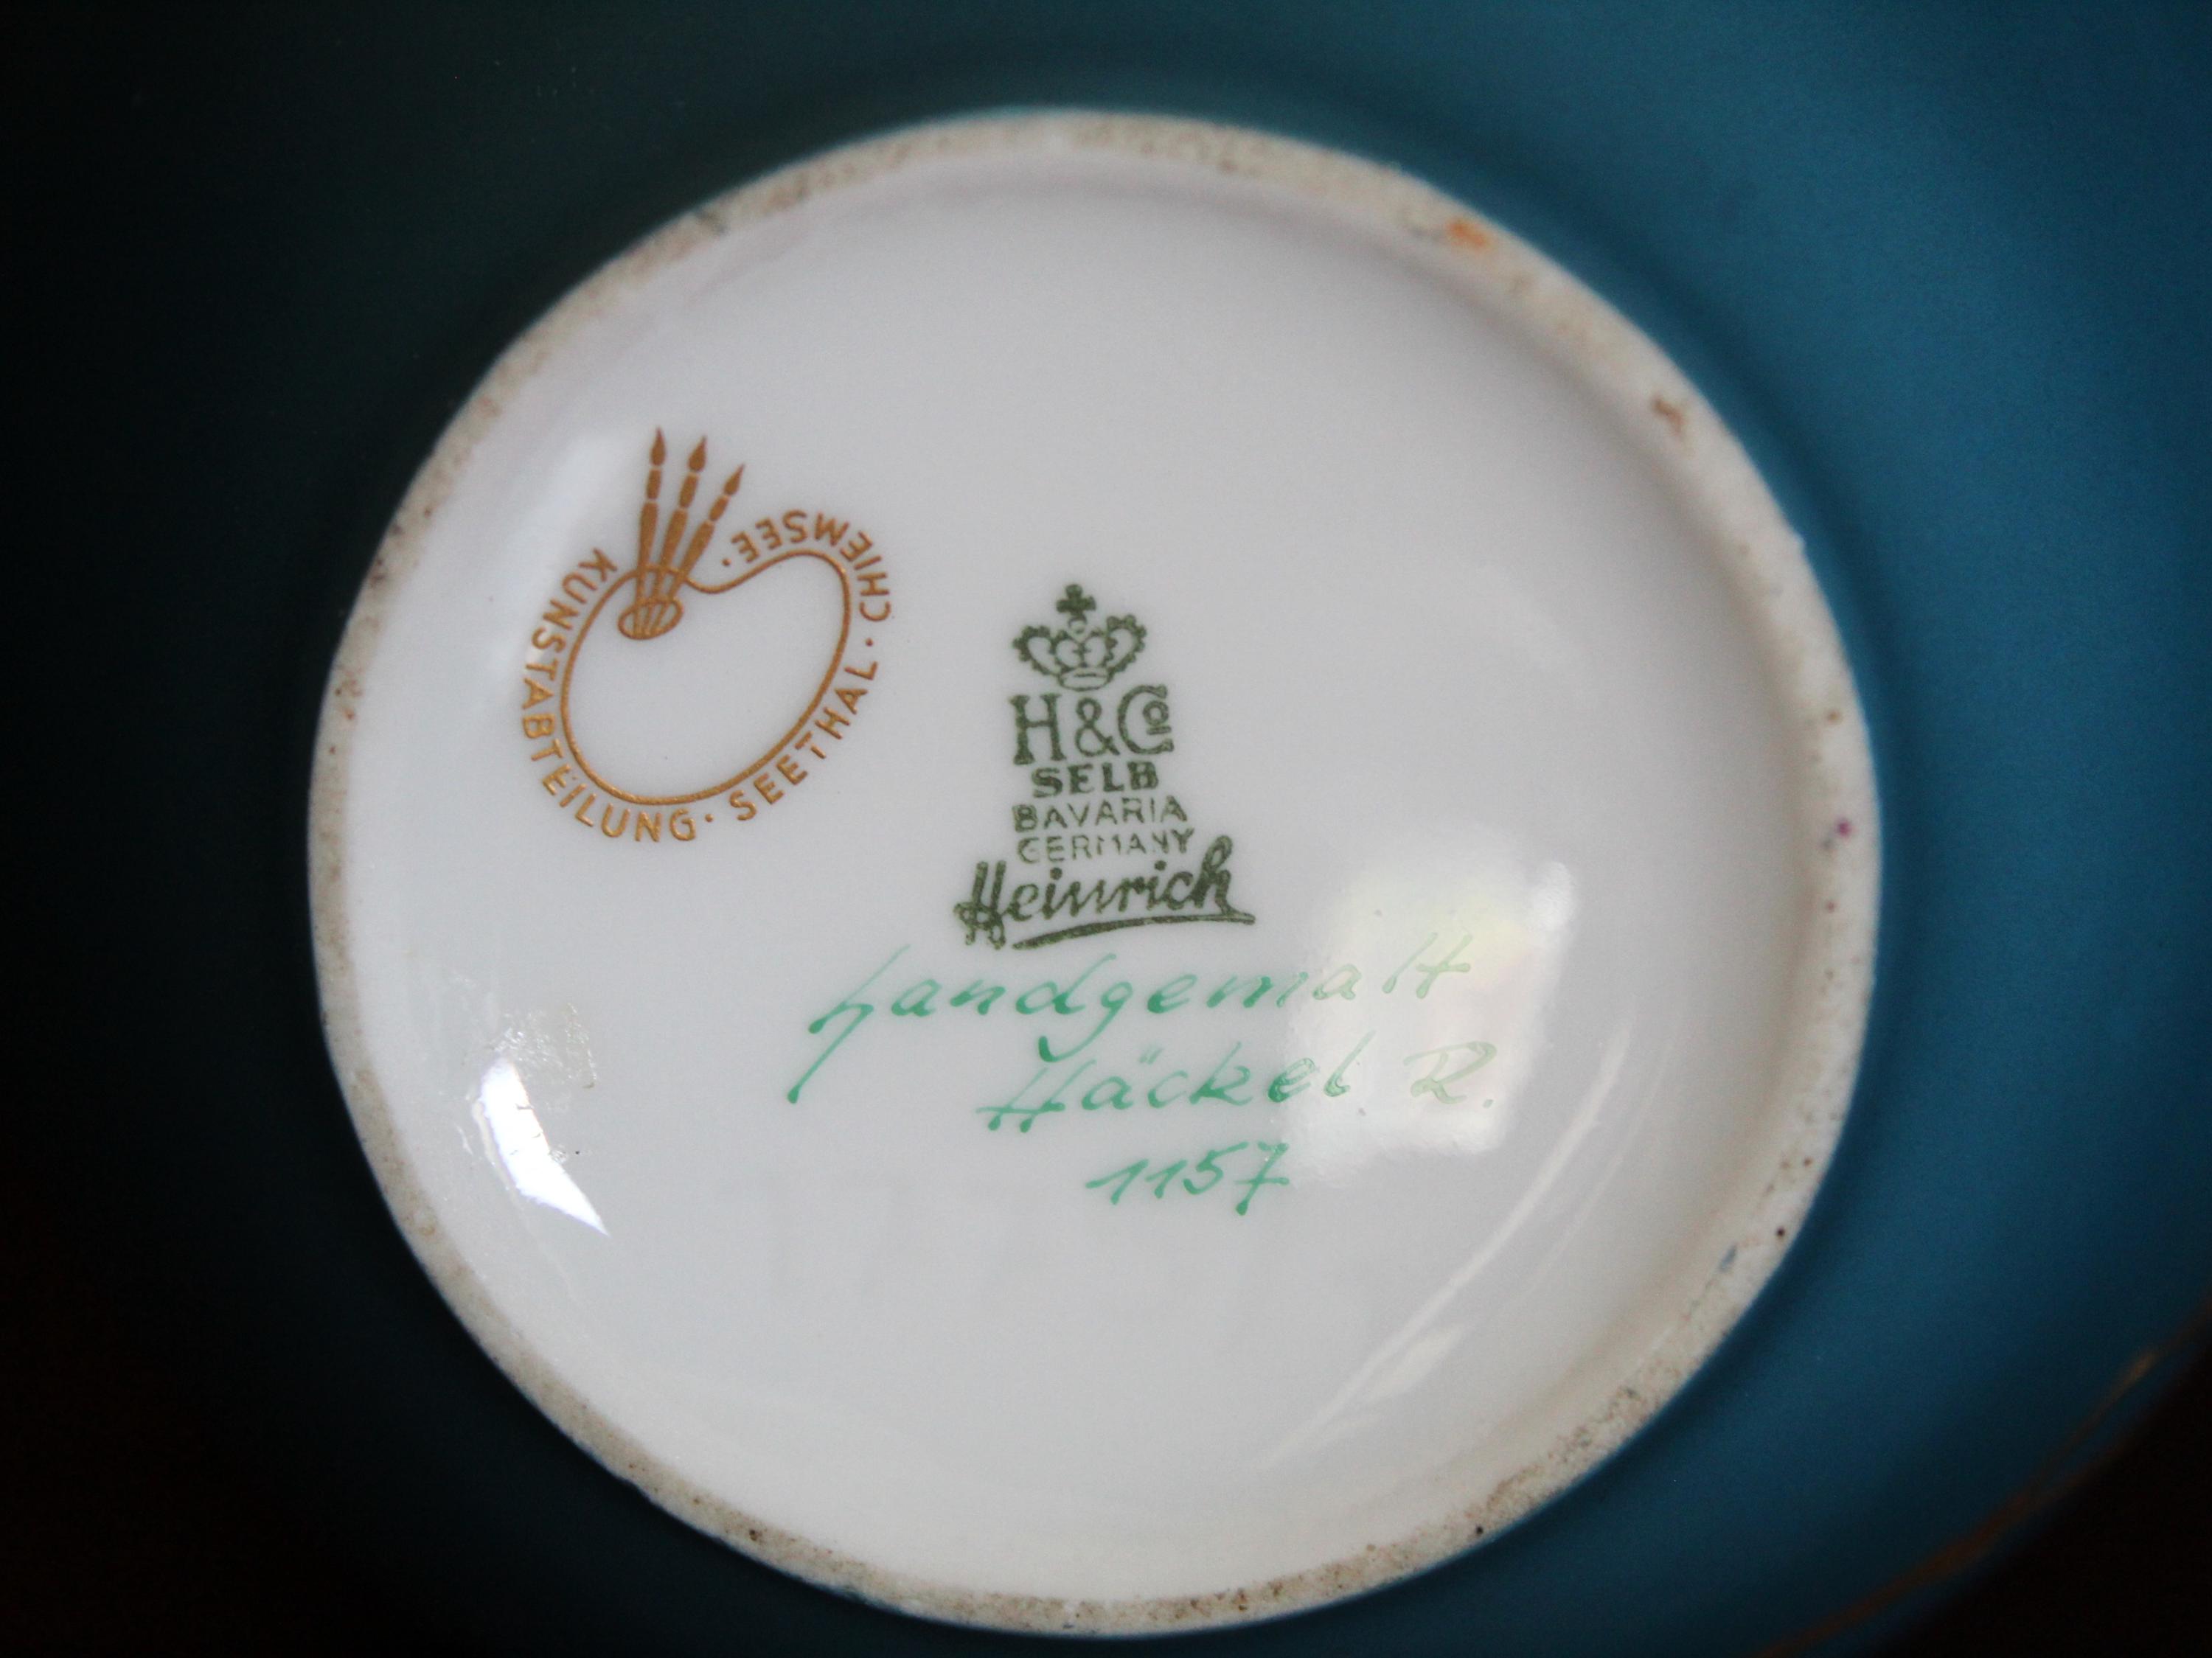 KUNSTABTEILUNG · SEETHAL · CHIEMSEE ·
H & Co
SELB
BAVARIA
GERMANY
Heinrich
handgemalt
Häckel R.
1157